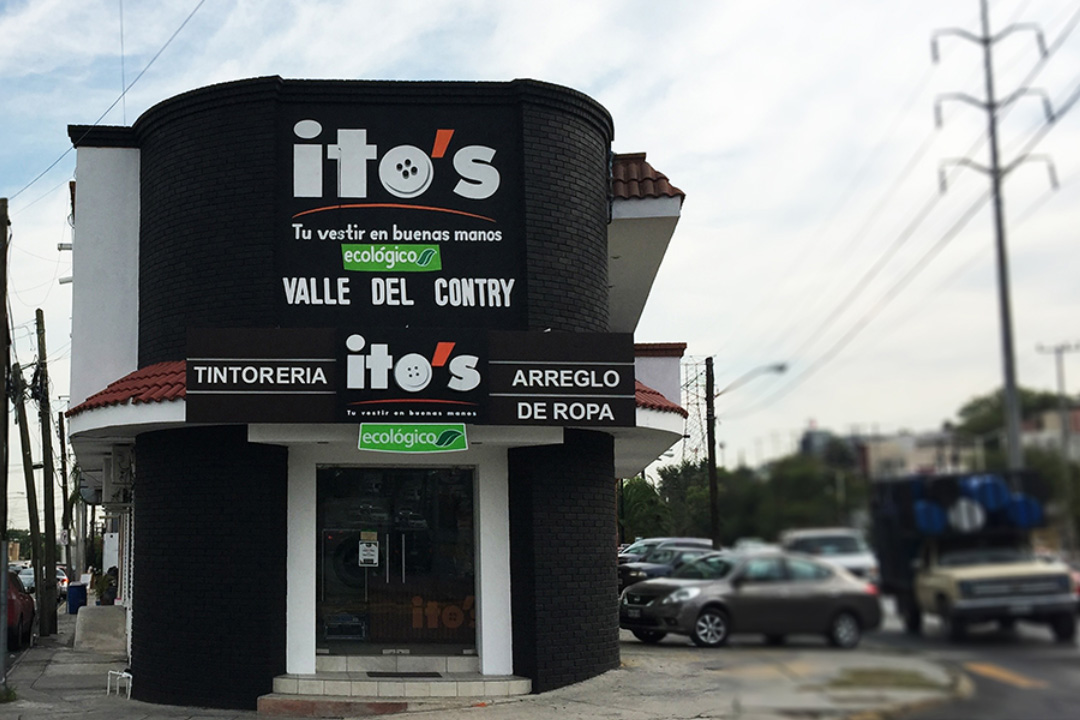 ito's
Tu vestir en buenas manos
ecológico
VALLE DEL CONTRY
TINTORERIA
ito's
Tu vestir en buenas manos
ARREGLO
DE ROPA
ecológico
ito's